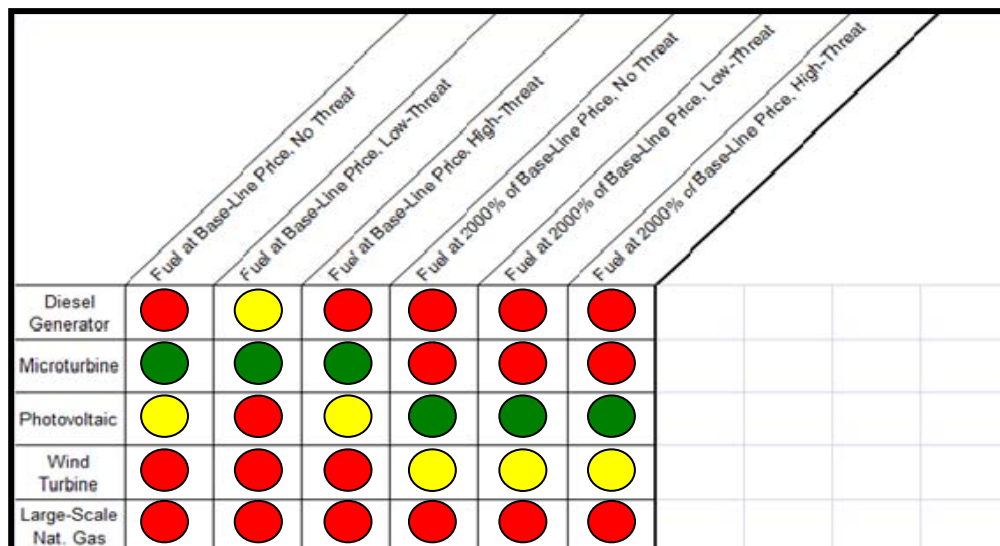 Fuel at Base-Line Price, No Threat
Fuel at Base-Line Price, Low-Threat
Fuel at Base-Line Price, High-Threat
Fuel at 2000% of Base-Line Price, No Threat
Fuel at 2000% of Base-Line Price, Low-Threat
Fuel at 2000% of Base-Line Price, High-Threat
Diesel
Generator
Microturbine
Photovoltaic
Wind
Turbine
Large-Scale
Nat. Gas